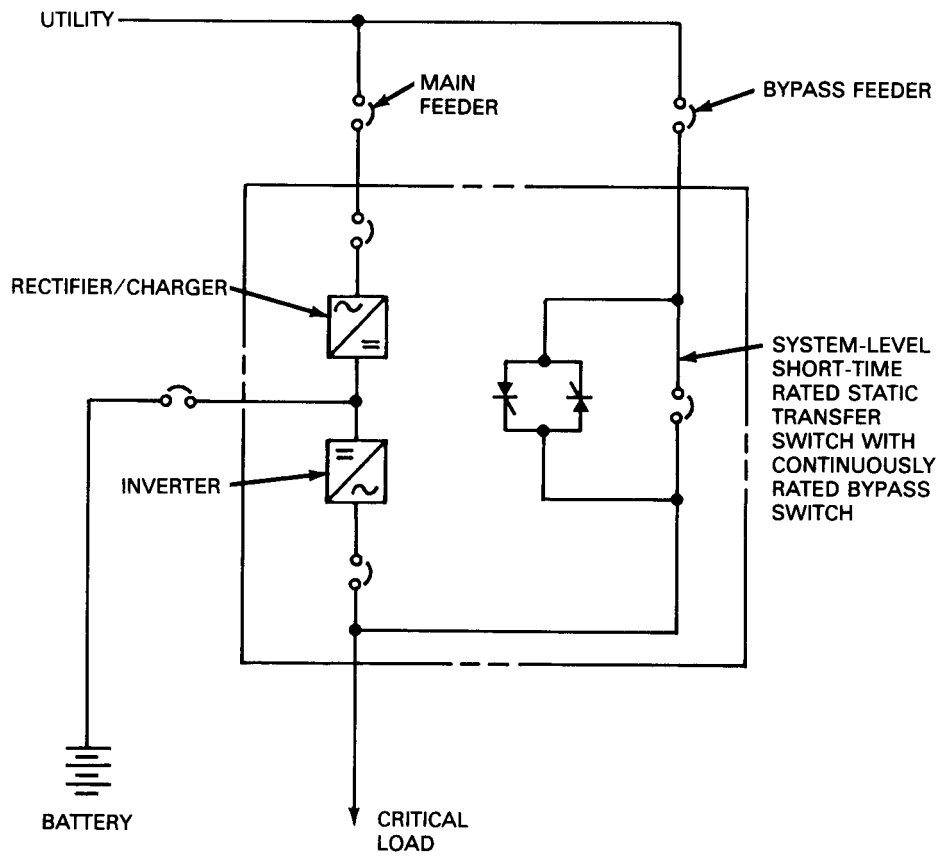 UTILITY
MAIN
FEEDER
BYPASS FEEDER
RECTIFIER/CHARGER
SYSTEM-LEVEL
SHORT-TIME
RATED STATIC
TRANSFER
SWITCH WITH
CONTINUOUSLY
RATED BYPASS
SWITCH
INVERTER
BATTERY
CRITICAL
LOAD